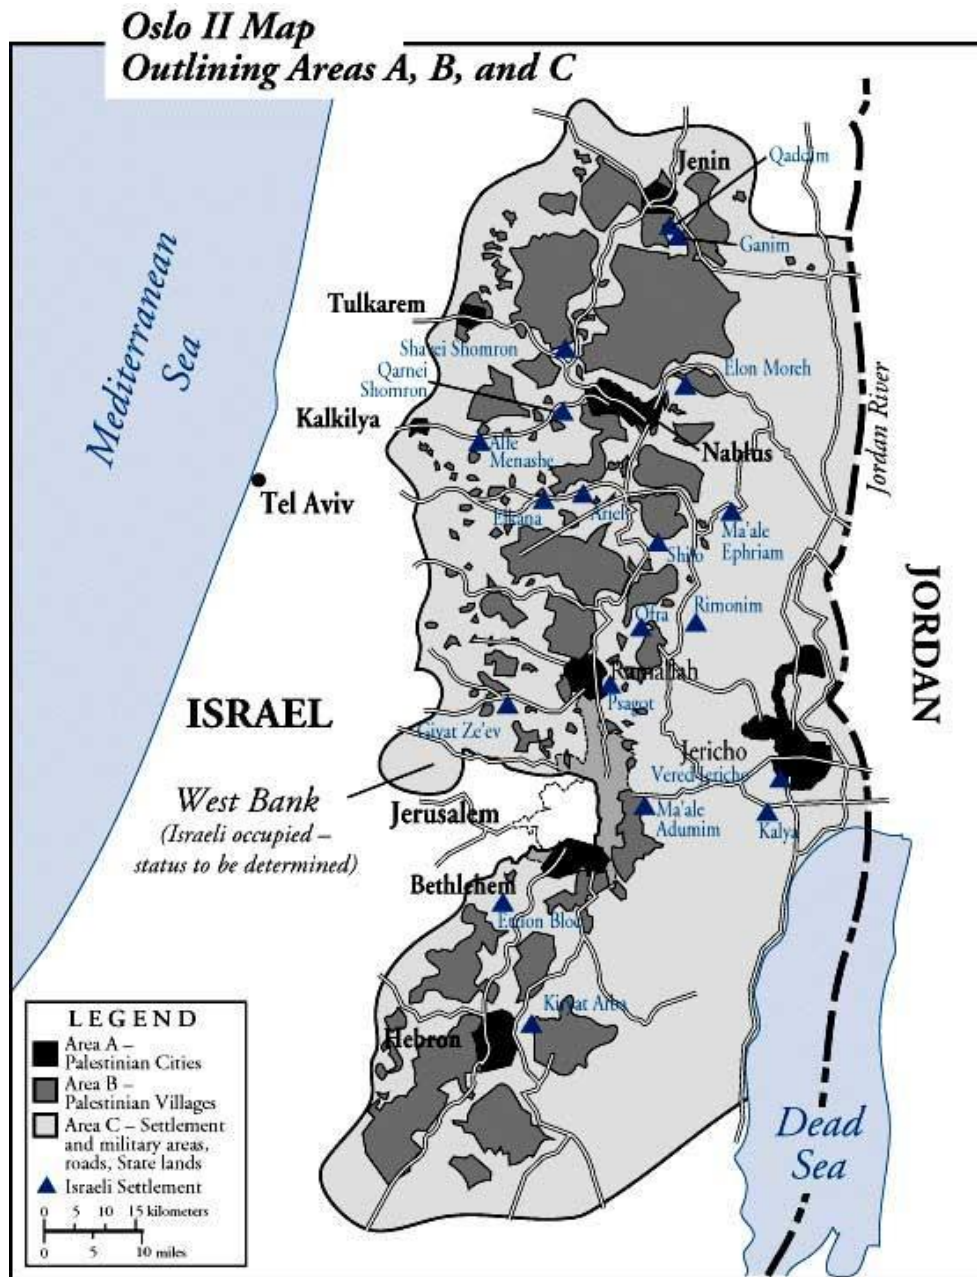 Oslo II Map
Outlining Areas A, B, and C
Jenin
Qaddim
Ganim
Mediterranean
Sea
Tulkarem
Shavei Shomron
Qarnei
Shomron
Elon Moreh
Kalkilya
Alfe
Menashe
Nablus
Jordan River
Tel Aviv
Elkana
Ariel
Ma'ale
Ephriam
Shilo
JORDAN
Ofra
Rimonim
Ramallah
Psagot
ISRAEL
Givat Ze'ev
Jericho
Vered Jericho
West Bank
(Israeli occupied –
status to be determined)
Jerusalem
Ma'ale
Adumim
Kalya
Bethlehem
Etzion Bloc
Kiryat Arba
Hebron
LEGEND
Area A –
Palestinian Cities
Area B –
Palestinian Villages
Area C – Settlement
and military areas,
roads, State lands
Israeli Settlement
0 5 10 15 kilometers
0 5 10 miles
Dead
Sea